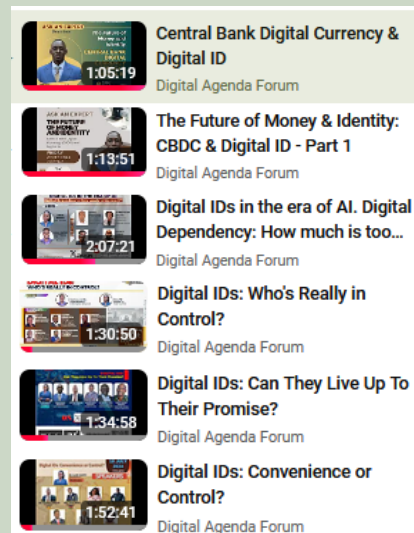 Central Bank Digital Currency &
Digital ID
Digital Agenda Forum
1:05:19
The Future of Money & Identity:
CBDC & Digital ID - Part 1
Digital Agenda Forum
1:13:51
Digital IDs in the era of AI. Digital
Dependency: How much is too...
Digital Agenda Forum
2:07:21
Digital IDs: Who's Really in
Control?
Digital Agenda Forum
1:30:50
Digital IDs: Can They Live Up To
Their Promise?
Digital Agenda Forum
1:34:58
Digital IDs: Convenience or
Control?
Digital Agenda Forum
1:52:41